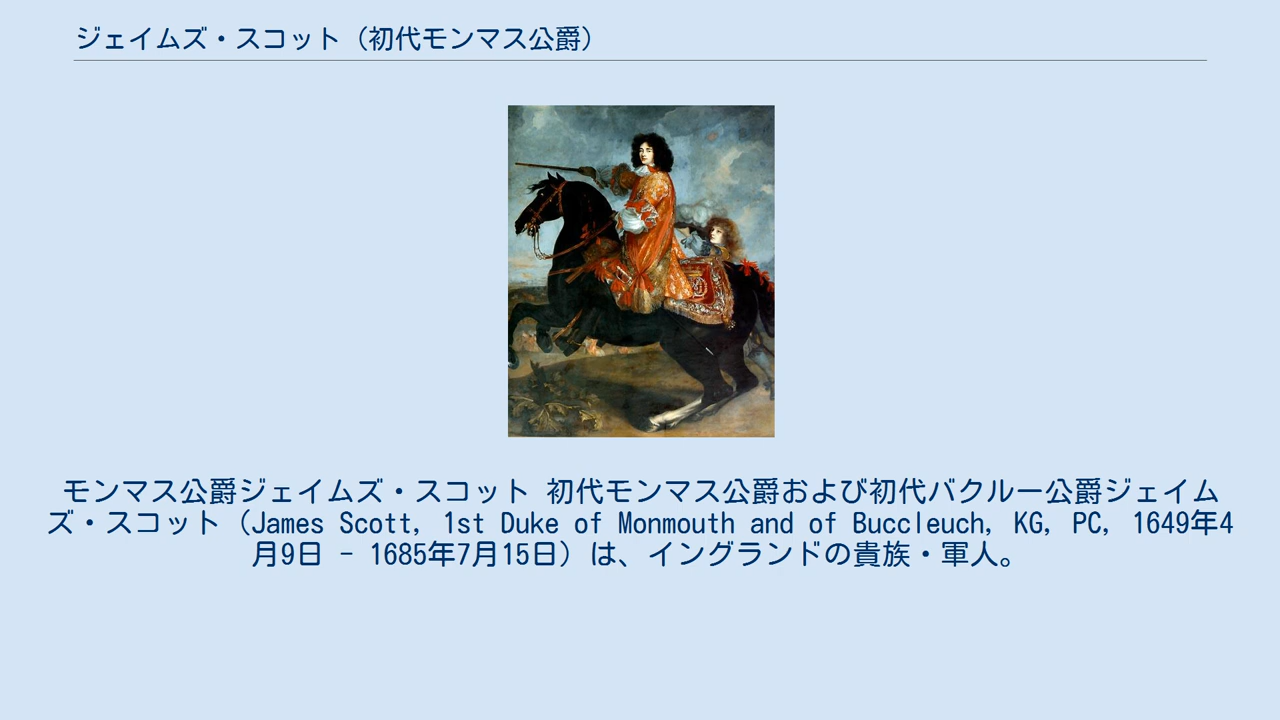 ジェイムズ・スコット（初代モンマス公爵）
モンマス公爵ジェイムズ・スコット 初代モンマス公爵および初代バクルー公爵ジェイム
ズ・スコット（James Scott, 1st Duke of Monmouth and of Buccleuch, KG, PC, 1649年4
月9日 - 1685年7月15日）は、イングランドの貴族・軍人。